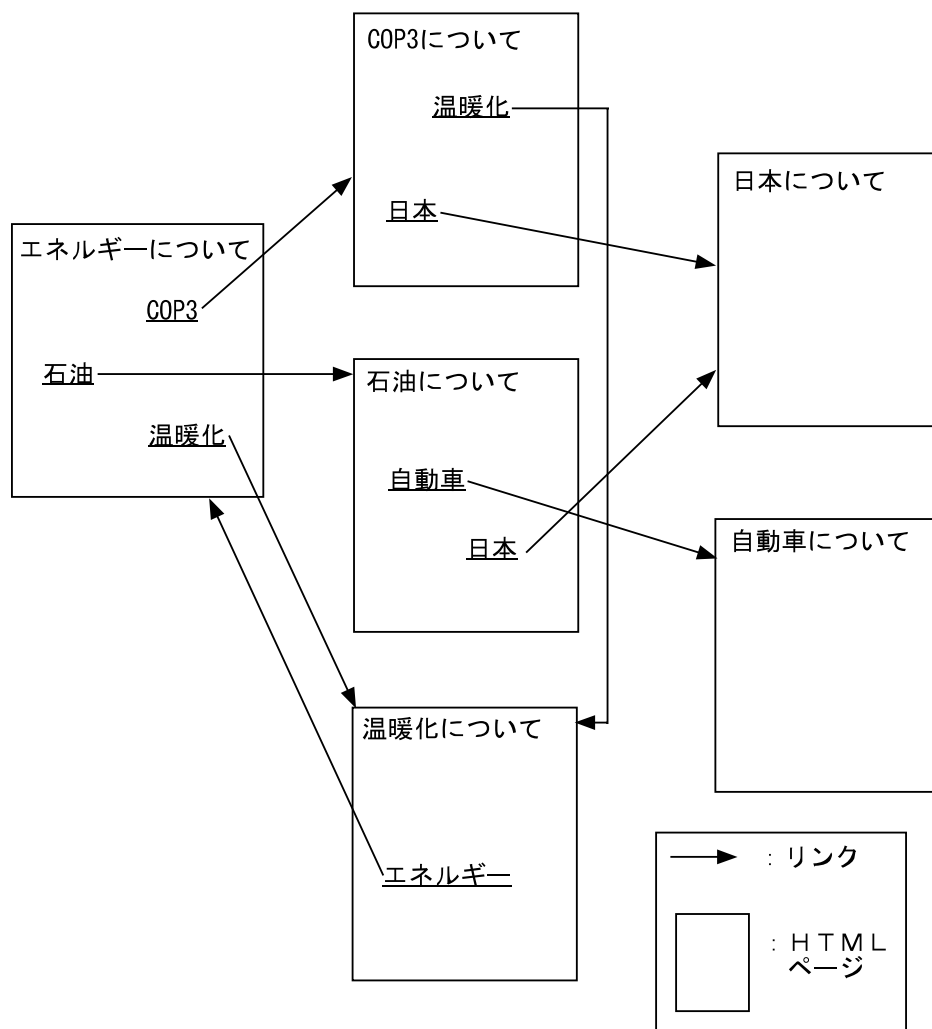 エネルギーについて
COP3
石油
温暖化
COP3について
温暖化
日本
石油について
自動車
日本
温暖化について
エネルギー
日本について
自動車について
：リンク
：ＨＴＭＬ
ページ